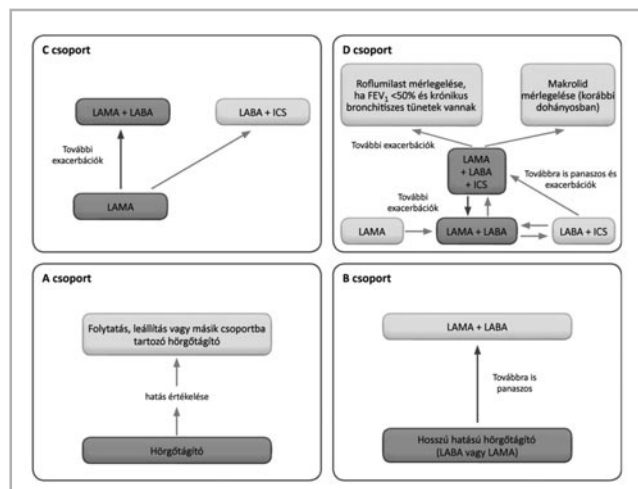 C csoport
LAMA + LABA
LABA + ICS
További
exacerbációk
LAMA
D csoport
Roflumilast mérlegelése,
ha FEV₁ <50% és krónikus
bronchitiszes tünetek vannak
Makrolid
mérlegelése (korábbi
dohányosban)
További exacerbációk
LAMA
+ LABA
+ ICS
Továbbra is panaszos és
exacerbációk
További
exacerbációk
LAMA
LAMA + LABA
LABA + ICS
A csoport
Folytatás, leállítás vagy másik csoportba
tartozó hörgőtágító
hatás értékelése
Hörgőtágító
B csoport
LAMA + LABA
Továbbra is
panaszos
Hosszú hatású hörgőtágító
(LABA vagy LAMA)